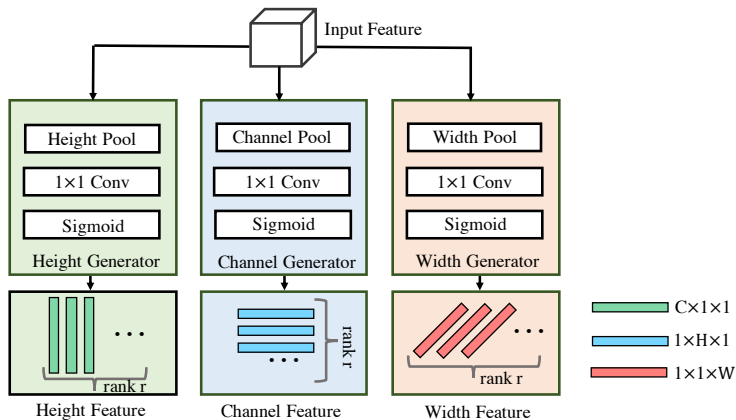 Input Feature
Height Pool
1×1 Conv
Sigmoid
Height Generator
Channel Pool
1×1 Conv
Sigmoid
Channel Generator
Width Pool
1×1 Conv
Sigmoid
Width Generator
rank r
Height Feature
rank r
Channel Feature
rank r
Width Feature
C×1×1
1×H×1
1×1×W